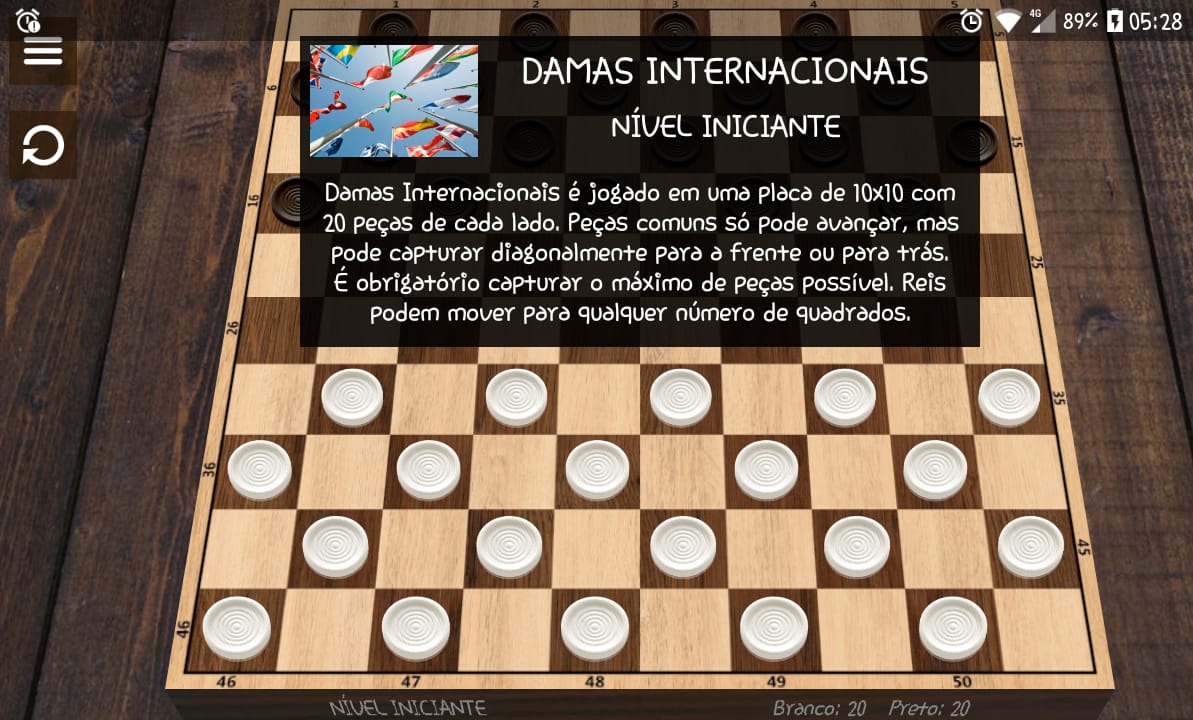 1 2 3 4 5
4G 89% 05:28
5
6
DAMAS INTERNACIONAIS
NÍVEL INICIANTE
15
16
Damas Internacionais é jogado em uma placa de 10x10 com
20 peças de cada lado. Peças comuns só pode avançar, mas
pode capturar diagonalmente para a frente ou para trás.
É obrigatório capturar o máximo de peças possível. Reis
podem mover para qualquer número de quadrados.
25
26
35
36
45
46
46 47 48 49 50
NÍVEL INICIANTE Branco: 20 Preto: 20